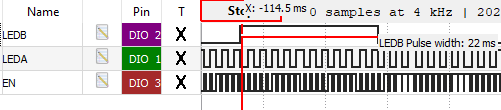 Name Pin T Sto X: -114.5 ms 0 samples at 4 kHz | 202
LEDB DIO 2 X
LEDB Pulse width: 22 ms
LEDA DIO 1 X
EN DIO 3 X